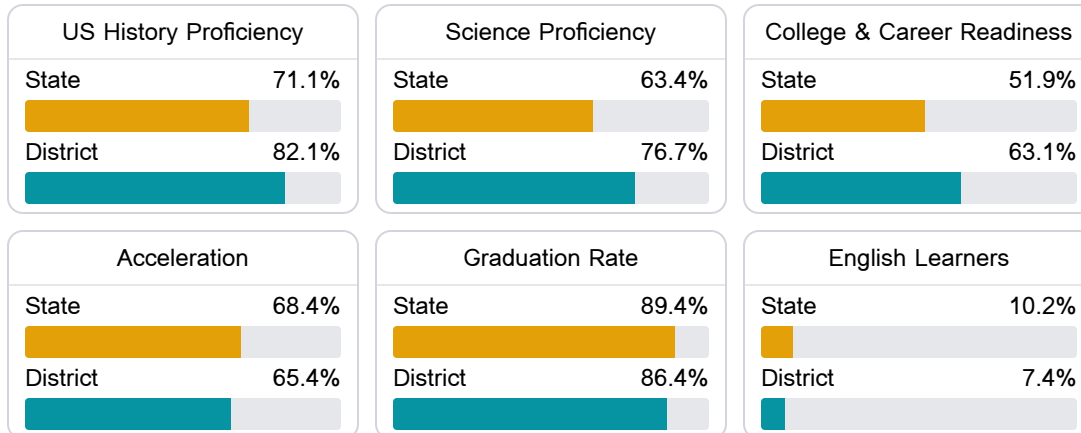 US History Proficiency
State 71.1%
District 82.1%
Science Proficiency
State 63.4%
District 76.7%
College & Career Readiness
State 51.9%
District 63.1%
Acceleration
State 68.4%
District 65.4%
Graduation Rate
State 89.4%
District 86.4%
English Learners
State 10.2%
District 7.4%